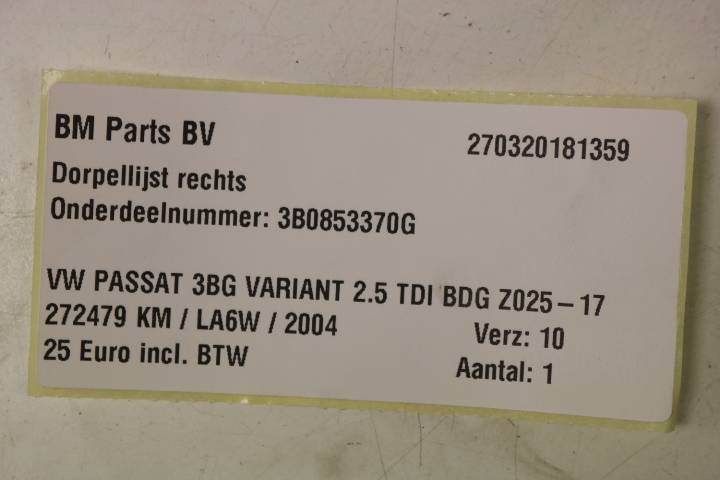 BM Parts BV 270320181359
Dorpellijst rechts
Onderdeelnummer: 3B0853370G
VW PASSAT 3BG VARIANT 2.5 TDI BDG Z025-17
272479 KM / LA6W / 2004 Verz: 10
25 Euro incl. BTW Aantal: 1